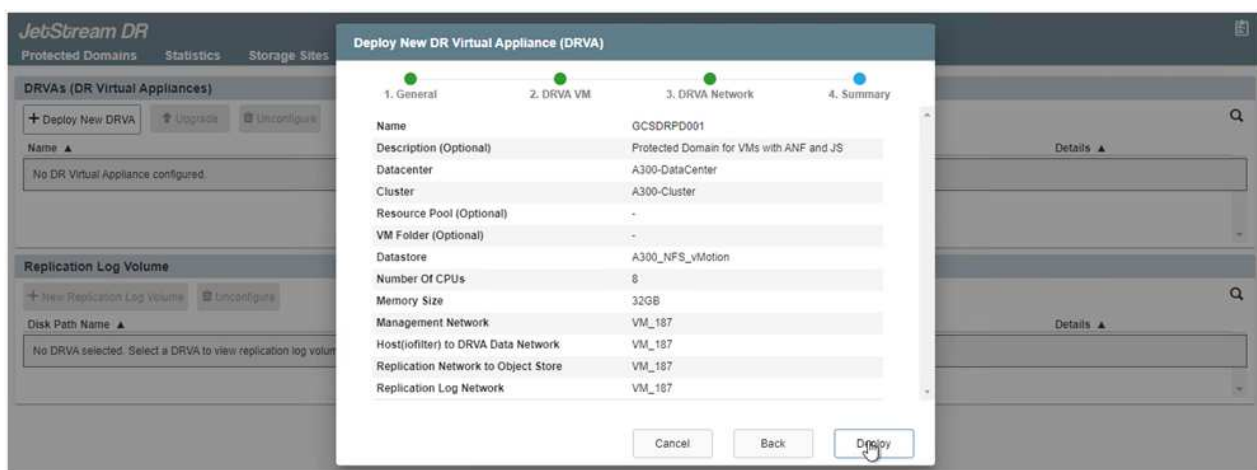 JetStream DR
Protected Domains Statistics Storage Sites
DRVAs (DR Virtual Appliances)
+ Deploy New DRVA Upgrade Unconfigure
Name ▲ Details ▲
No DR Virtual Appliance configured.
Replication Log Volume
+ New Replication Log Volume Unconfigure
Disk Path Name ▲ Details ▲
No DRVA selected. Select a DRVA to view replication log volum
Deploy New DR Virtual Appliance (DRVA)
1. General 2. DRVA VM 3. DRVA Network 4. Summary
Name GCSDRPD001
Description (Optional) Protected Domain for VMs with ANF and JS
Datacenter A300-DataCenter
Cluster A300-Cluster
Resource Pool (Optional) -
VM Folder (Optional) -
Datastore A300_NFS_vMotion
Number Of CPUs 8
Memory Size 32GB
Management Network VM_187
Host(iofilter) to DRVA Data Network VM_187
Replication Network to Object Store VM_187
Replication Log Network VM_187
Cancel Back Deploy